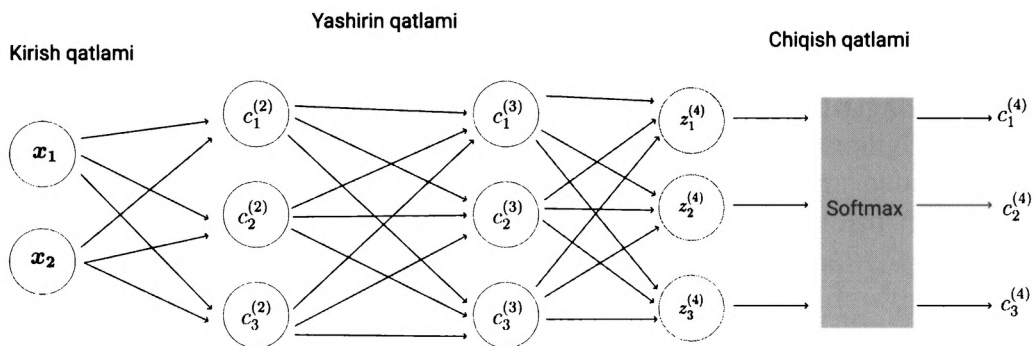 Yashirin qatlami
Kirish qatlami
Chiqish qatlami
x₁
x₂
c₁⁽²⁾
c₂⁽²⁾
c₃⁽²⁾
c₁⁽³⁾
c₂⁽³⁾
c₃⁽³⁾
z₁⁽⁴⁾
z₂⁽⁴⁾
z₃⁽⁴⁾
Softmax
c₁⁽⁴⁾
c₂⁽⁴⁾
c₃⁽⁴⁾